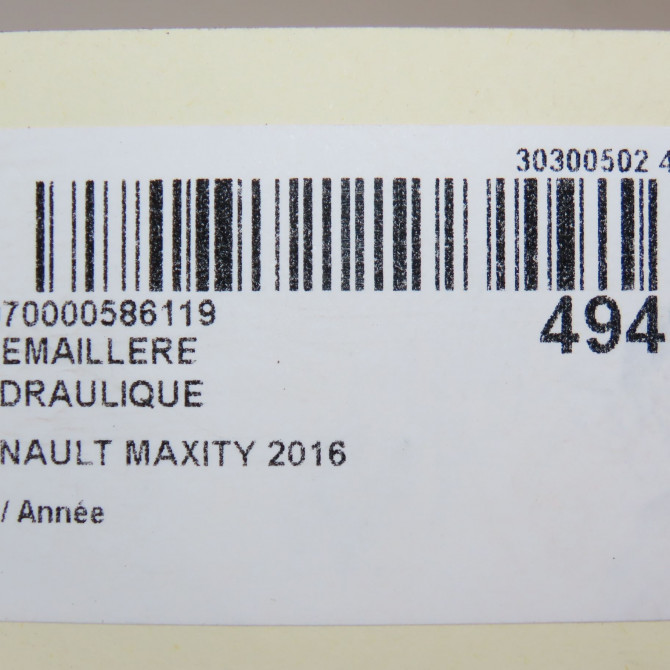 30300502 4
70000586119
494
EMAILLERE
DRAULIQUE
NAULT MAXITY 2016
/ Année